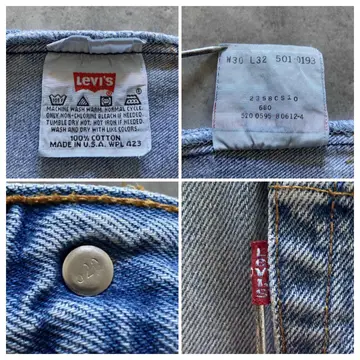 LEVI'S
MACHINE WASH WARM, NORMAL CYCLE.
ONLY NON-CHLORINE BLEACH IF NEEDED.
TUMBLE DRY HOT. HOT IRON IF NEEDED.
WASH AND DRY WITH LIKE COLORS.
100% COTTON
MADE IN U.S.A. WPL 423
W30 L32 501-0193
520
LEVI'S